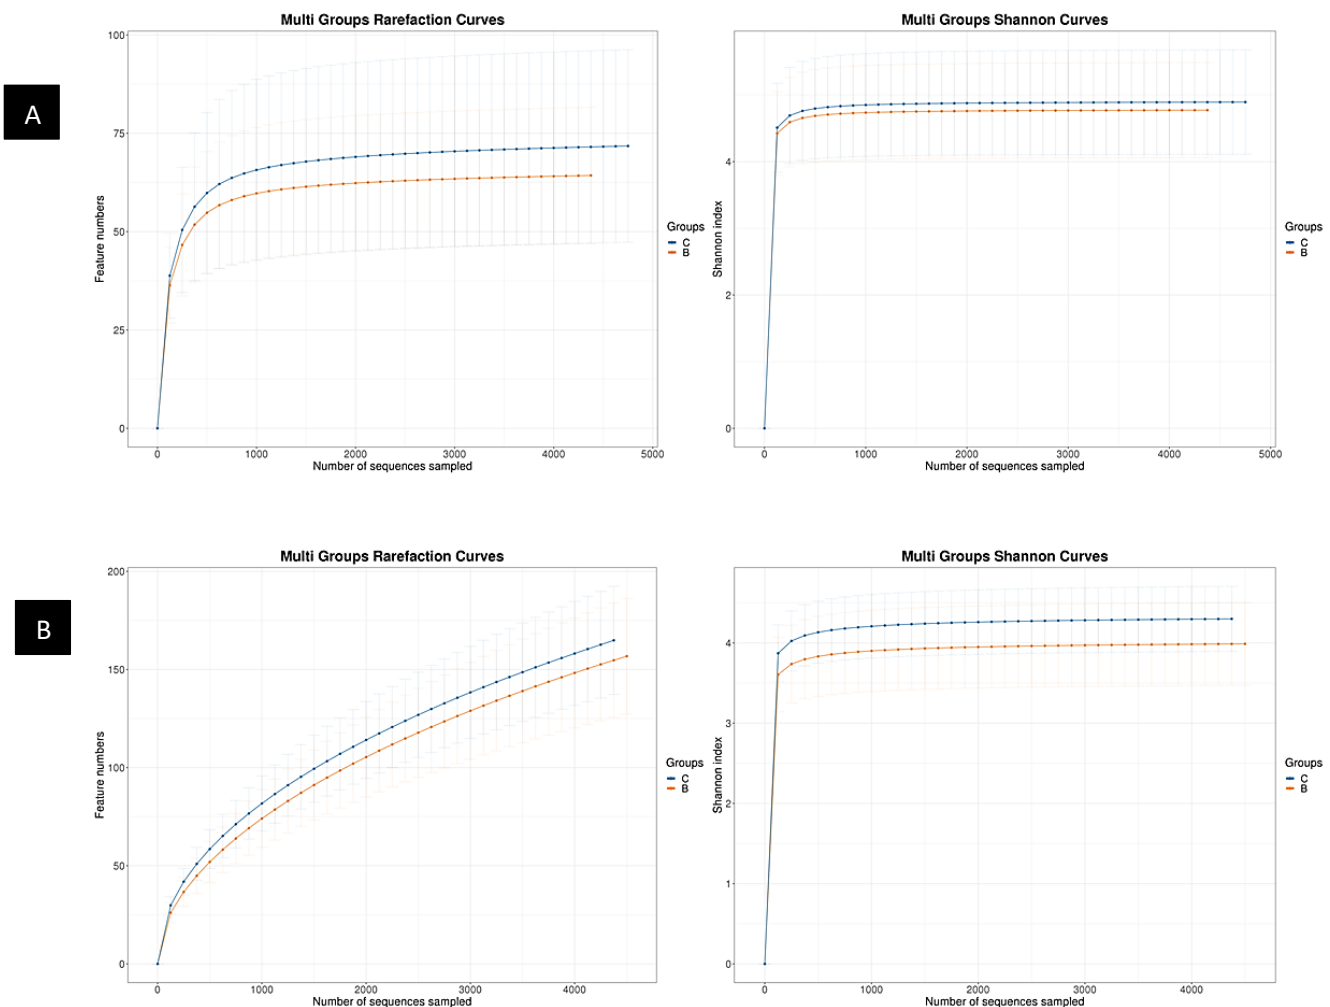 A
Multi Groups Rarefaction Curves
100
75
50
25
0
Feature numbers
0 1000 2000 3000 4000 5000
Number of sequences sampled
Groups
C
B
Multi Groups Shannon Curves
4
2
0
Shannon index
0 1000 2000 3000 4000 5000
Number of sequences sampled
Groups
C
B
B
Multi Groups Rarefaction Curves
200
150
100
50
0
Feature numbers
0 1000 2000 3000 4000
Number of sequences sampled
Groups
C
B
Multi Groups Shannon Curves
4
3
2
1
0
Shannon index
0 1000 2000 3000 4000
Number of sequences sampled
Groups
C
B